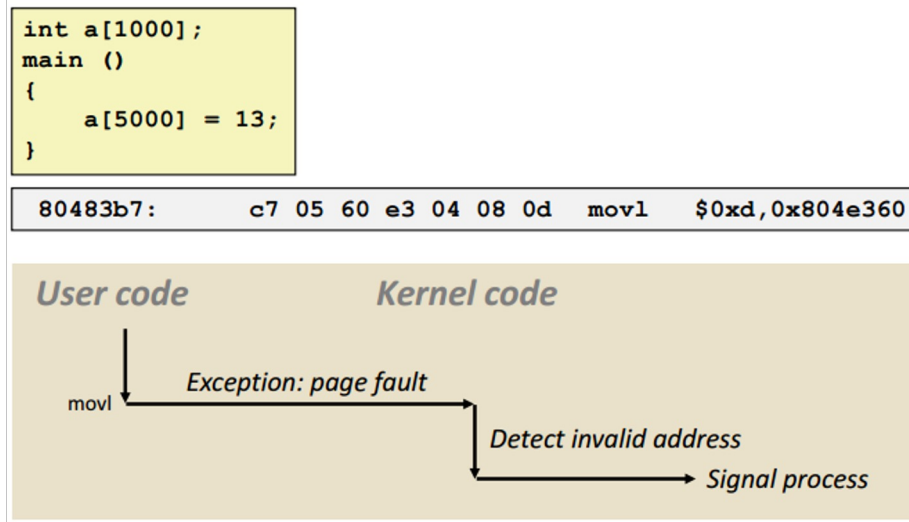 int a[1000];
main ()
{
    a[5000] = 13;
}
80483b7:    c7 05 60 e3 04 08 0d    movl    $0xd,0x804e360
User code    Kernel code
Exception: page fault
movl
Detect invalid address
Signal process